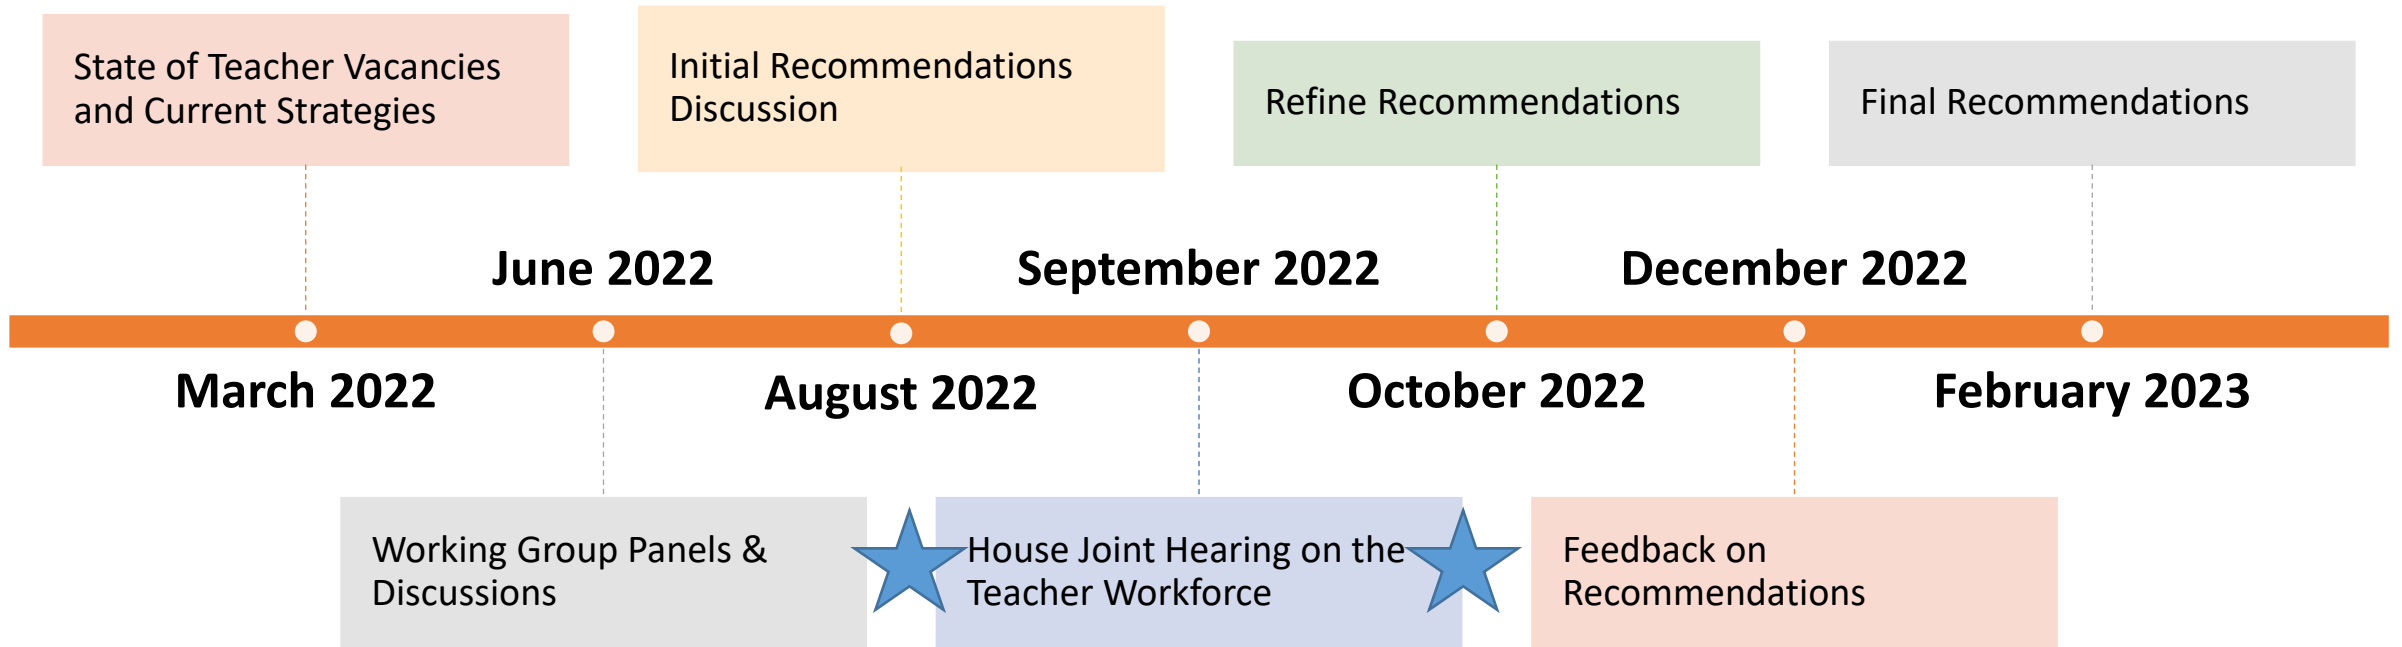 State of Teacher Vacancies
and Current Strategies
Initial Recommendations
Discussion
Refine Recommendations
Final Recommendations
June 2022
September 2022
December 2022
March 2022
August 2022
October 2022
February 2023
Working Group Panels &
Discussions
House Joint Hearing on the
Teacher Workforce
Feedback on
Recommendations